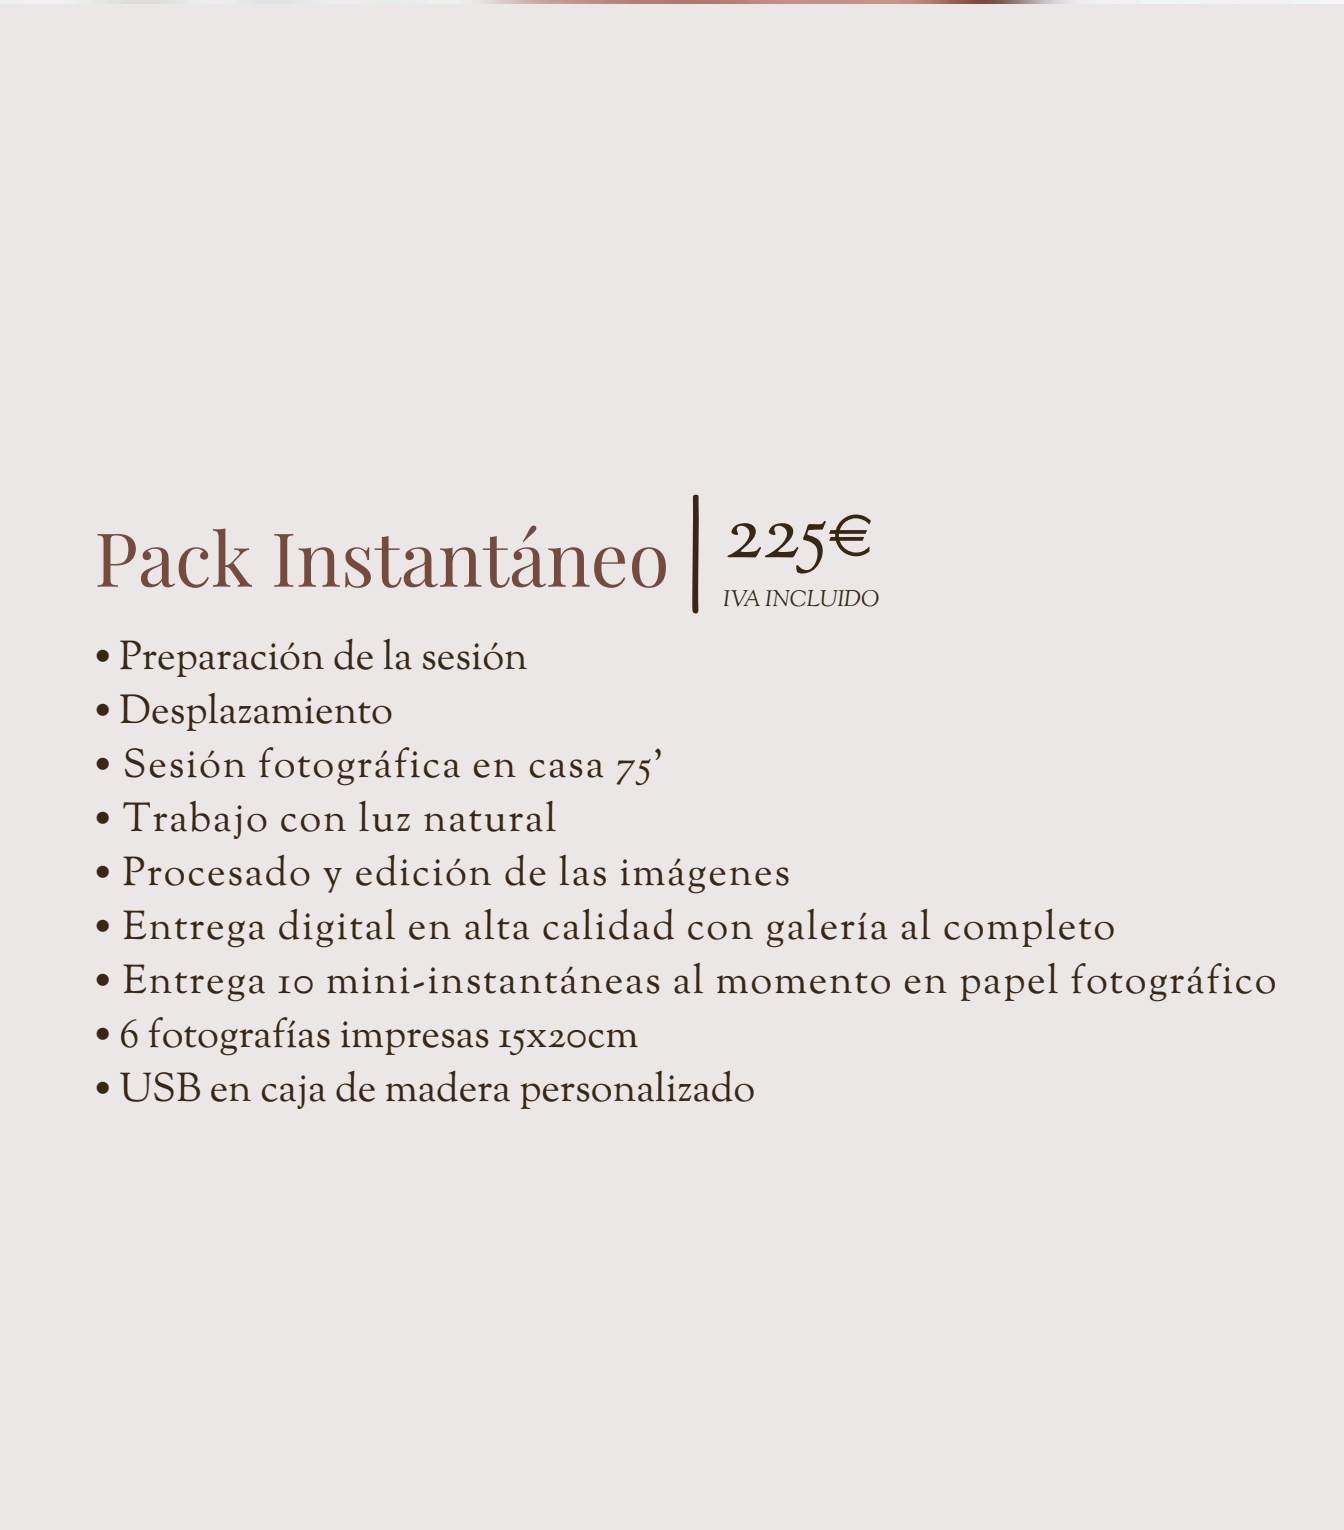 Pack Instantáneo
225€
IVA INCLUIDO
• Preparación de la sesión
• Desplazamiento
• Sesión fotográfica en casa 75’
• Trabajo con luz natural
• Procesado y edición de las imágenes
• Entrega digital en alta calidad con galería al completo
• Entrega 10 mini-instantáneas al momento en papel fotográfico
• 6 fotografías impresas 15x20cm
• USB en caja de madera personalizado